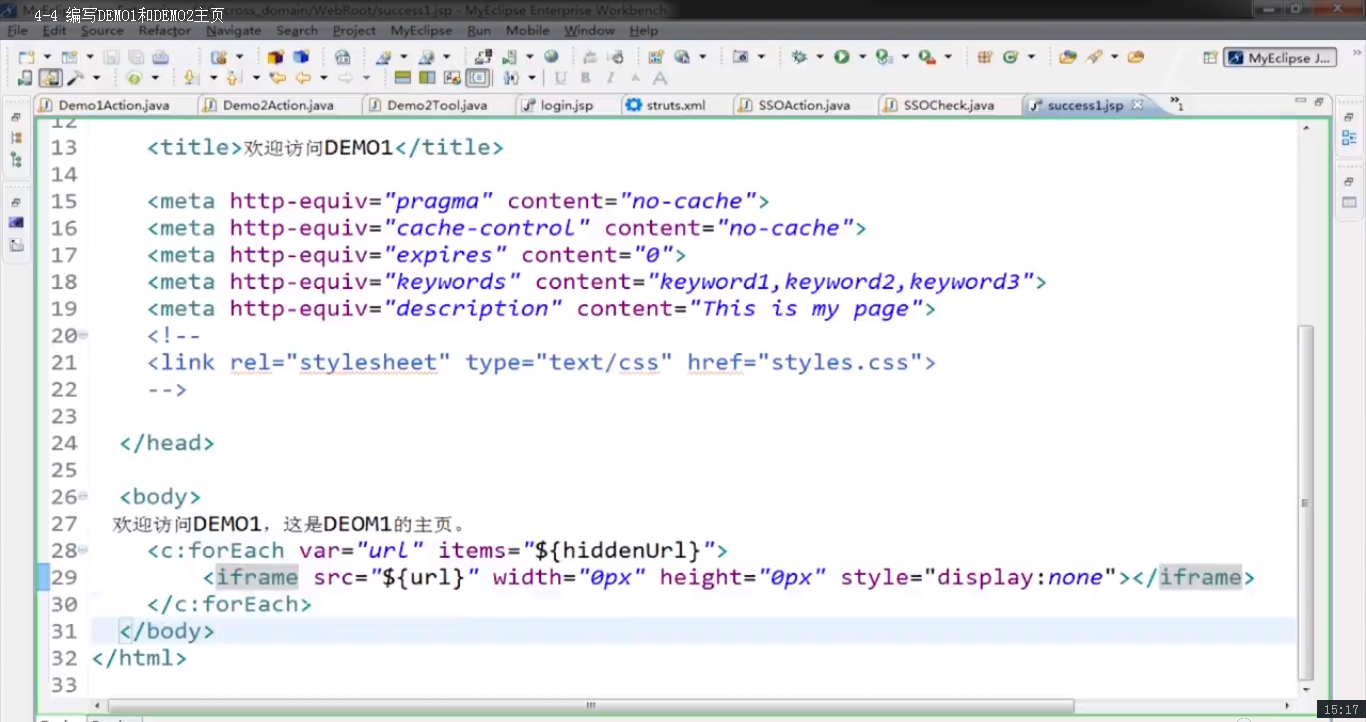 4-4 编写DEMO1和DEMO2主页
cross_domain/WebRoot/success1.jsp - MyEclipse Enterprise Workbench
File Edit Source Refactor Navigate Search Project MyEclipse Run Mobile Window Help
MyEclipse J...
Demo1Action.java Demo2Action.java Demo2Tool.java login.jsp struts.xml SSOAction.java SSOCheck.java success1.jsp »1
12
13 <title>欢迎访问DEMO1</title>
14
15 <meta http-equiv="pragma" content="no-cache">
16 <meta http-equiv="cache-control" content="no-cache">
17 <meta http-equiv="expires" content="0">
18 <meta http-equiv="keywords" content="keyword1,keyword2,keyword3">
19 <meta http-equiv="description" content="This is my page">
20 <!--
21 <link rel="stylesheet" type="text/css" href="styles.css">
22 -->
23
24 </head>
25
26 <body>
27 欢迎访问DEMO1，这是DEOM1的主页。
28 <c:forEach var="url" items="${hiddenUrl}">
29 <iframe src="${url}" width="0px" height="0px" style="display:none"></iframe>
30 </c:forEach>
31 </body>
32 </html>
33
15:17